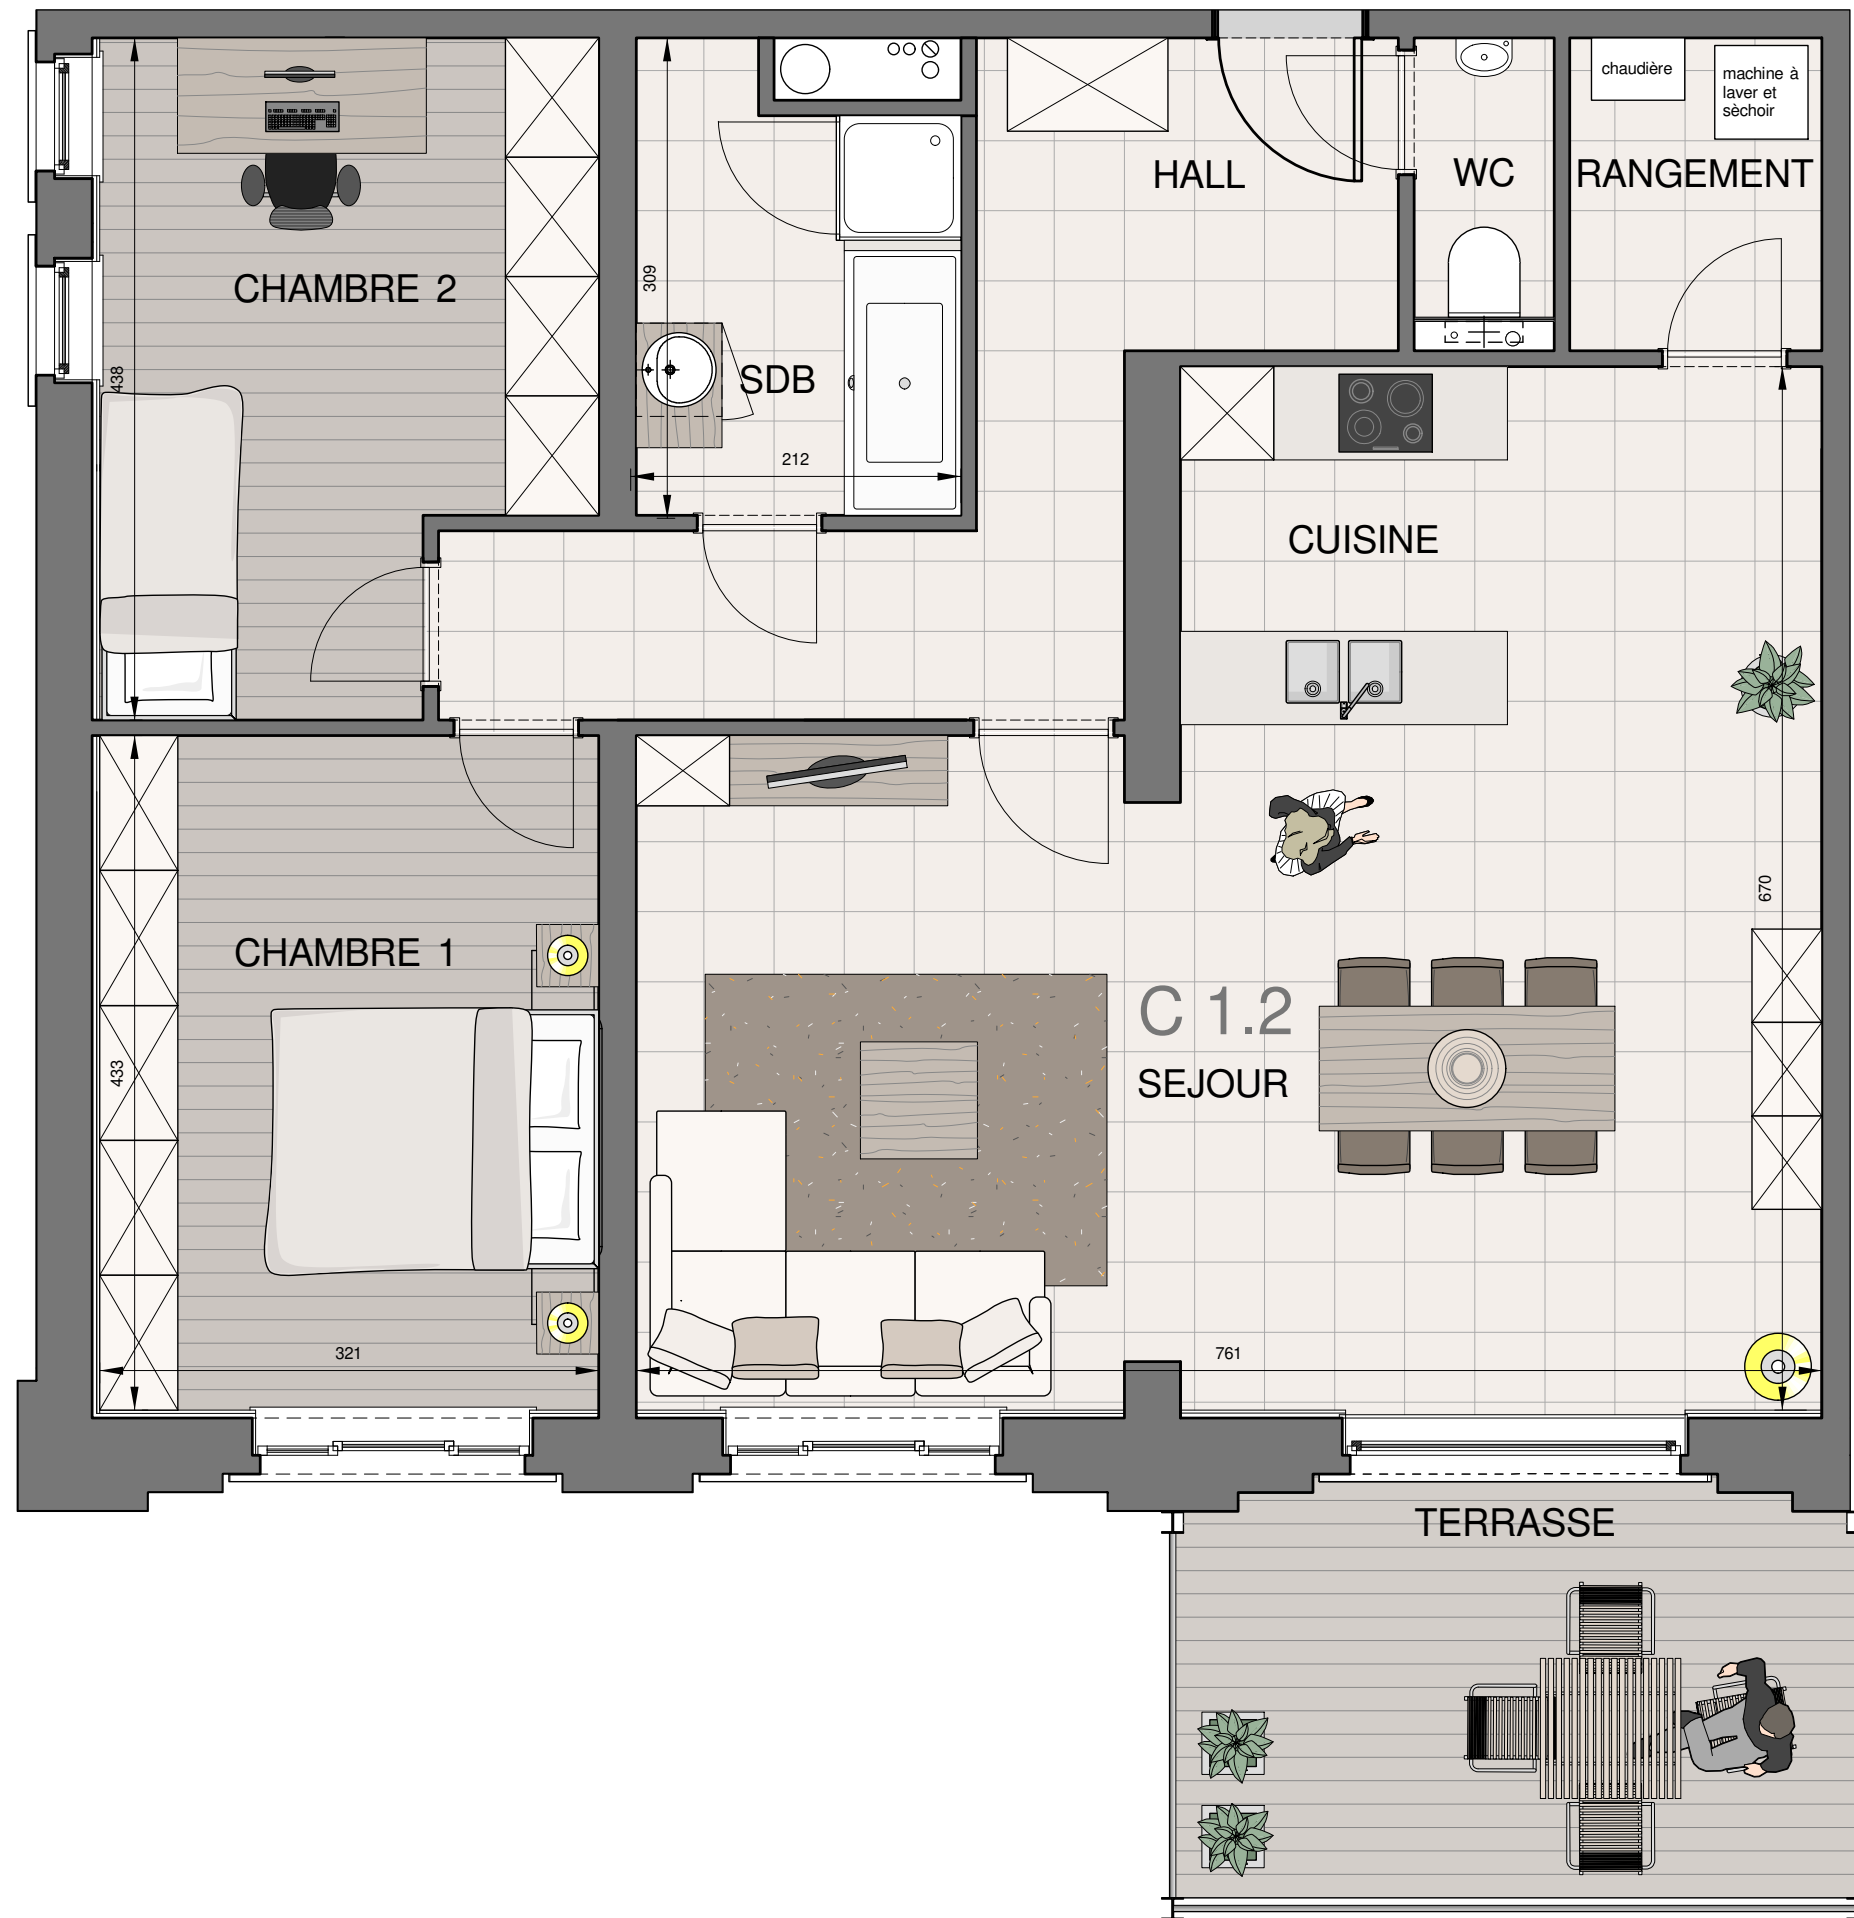 chaudière
machine à
laver et
sèchoir
HALL
WC
RANGEMENT
CHAMBRE 2
309
438
SDB
212
CUISINE
670
CHAMBRE 1
C 1.2
433
SEJOUR
321
761
TERRASSE